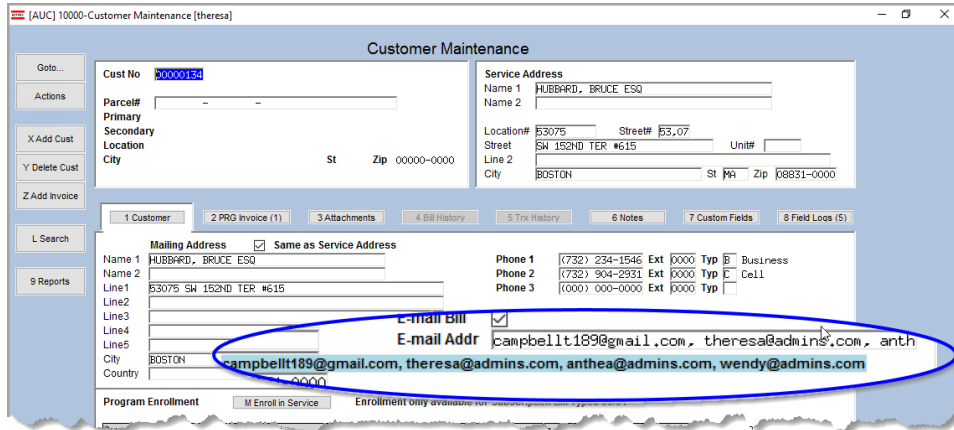 [AUC] 10000-Customer Maintenance [theresa]
Customer Maintenance
Goto...
Actions
X Add Cust
Y Delete Cust
Z Add Invoice
L Search
9 Reports
Cust No 00000134
Parcel# - -
Primary
Secondary
Location
City St Zip 00000-0000
Service Address
Name 1 HUBBARD, BRUCE ESQ
Name 2
Location# 53075 Street# 53.07
Street SW 152ND TER #615 Unit#
Line 2
City BOSTON St MA Zip 08831-0000
1 Customer 2 PRG Invoice (1) 3 Attachments 4 Bill History 5 Trx History 6 Notes 7 Custom Fields 8 Field Logs (5)
Mailing Address Same as Service Address
Name 1 HUBBARD, BRUCE ESQ
Name 2
Line1 53075 SW 152ND TER #615
Line2
Line3
Line4
Line5
City BOSTON
Country
Phone 1 (732) 234-1546 Ext 0000 Typ B Business
Phone 2 (732) 904-2931 Ext 0000 Typ C Cell
Phone 3 (000) 000-0000 Ext 0000 Typ
E-mail Bill
E-mail Addr campbellt189@gmail.com, theresa@admins.com, anth
campbellt189@gmail.com, theresa@admins.com, anthea@admins.com, wendy@admins.com
Program Enrollment M Enroll in Service Enrollment only available for